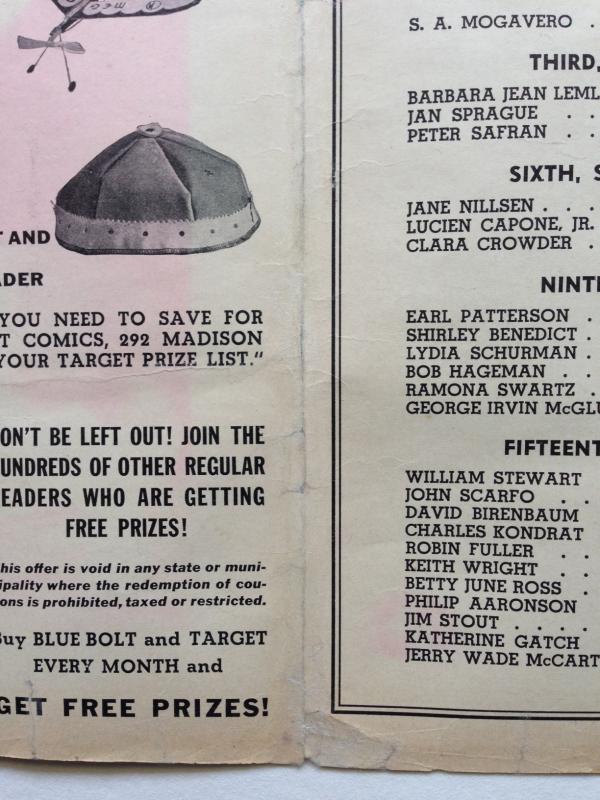 T AND
ADER
YOU NEED TO SAVE FOR
T COMICS, 292 MADISON
YOUR TARGET PRIZE LIST."
ON'T BE LEFT OUT! JOIN THE
UNDREDS OF OTHER REGULAR
EADERS WHO ARE GETTING
FREE PRIZES!
his offer is void in any state or muni-
ipality where the redemption of cou-
ons is prohibited, taxed or restricted.
Buy BLUE BOLT and TARGET
EVERY MONTH and
GET FREE PRIZES!
S. A. MOGAVERO .
THIRD,
BARBARA JEAN LEML
JAN SPRAGUE . .
PETER SAFRAN . .
SIXTH, S
JANE NILLSEN . . .
LUCIEN CAPONE, JR.
CLARA CROWDER .
NINTH
EARL PATTERSON .
SHIRLEY BENEDICT .
LYDIA SCHURMAN .
BOB HAGEMAN . .
RAMONA SWARTZ .
GEORGE IRVIN McGLU
FIFTEENT
WILLIAM STEWART
JOHN SCARFO . .
DAVID BIRENBAUM
CHARLES KONDRAT
ROBIN FULLER . .
KEITH WRIGHT . .
BETTY JUNE ROSS .
PHILIP AARONSON
JIM STOUT . . . .
KATHERINE GATCH
JERRY WADE McCART